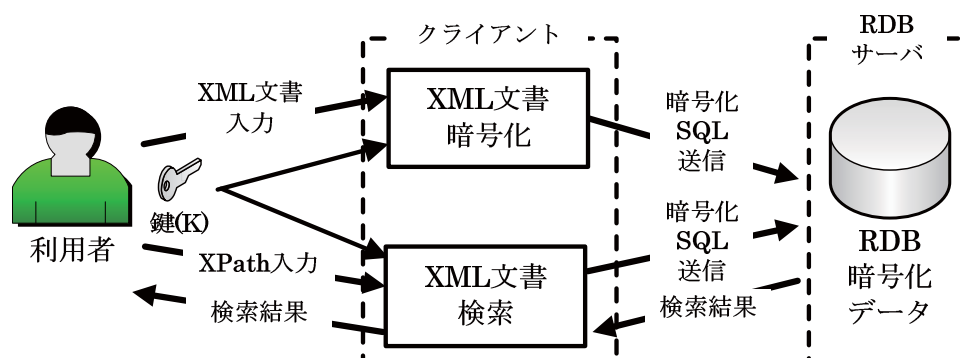 クライアント
RDB
サーバ
XML文書
入力
XML文書
暗号化
暗号化
SQL
送信
鍵(K)
利用者
XPath入力
検索結果
XML文書
検索
暗号化
SQL
送信
検索結果
RDB
暗号化
データ